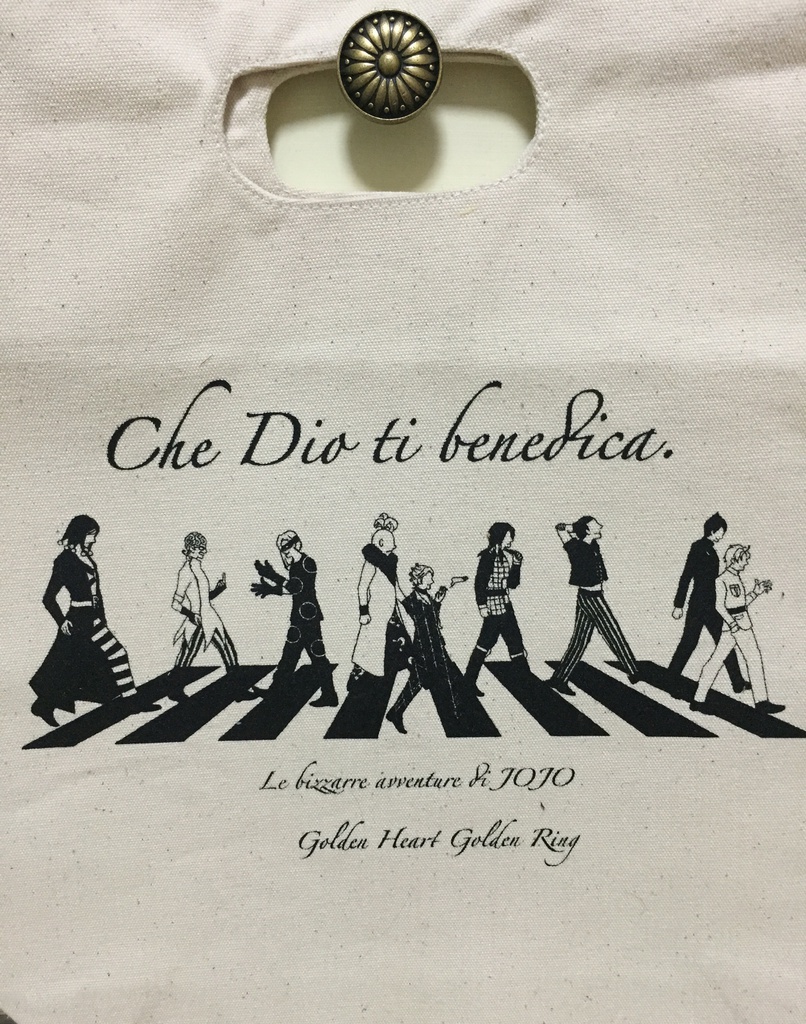 Che Dio ti benedica.
Le bizzarre avventure di JOJO
Golden Heart Golden Ring